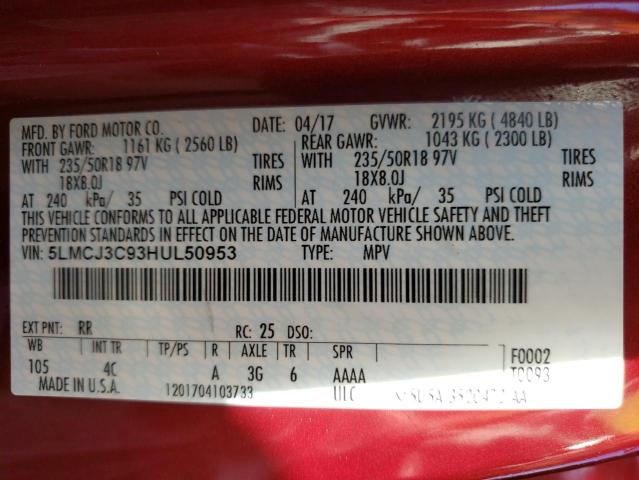 MFD. BY FORD MOTOR CO. DATE: 04/17 GVWR: 2195 KG ( 4840 LB)
FRONT GAWR: 1161 KG ( 2560 LB) REAR GAWR: 1043 KG ( 2300 LB)
WITH 235/50R18 97V TIRES WITH 235/50R18 97V TIRES
18X8.0J RIMS 18X8.0J RIMS
AT 240 kPa/ 35 PSI COLD AT 240 kPa/ 35 PSI COLD
THIS VEHICLE CONFORMS TO ALL APPLICABLE FEDERAL MOTOR VEHICLE SAFETY AND THEFT
PREVENTION STANDARDS IN EFFECT ON THE DATE OF MANUFACTURE SHOWN ABOVE.
VIN: 5LMCJ3C93HUL50953 TYPE: MPV
EXT PNT: RR RC: 25 DSO:
WB INT TR TP/PS R AXLE TR SPR F0002
105 4C A 3G 6 AAAA T0093
MADE IN U.S.A. 1201704103733 ULC